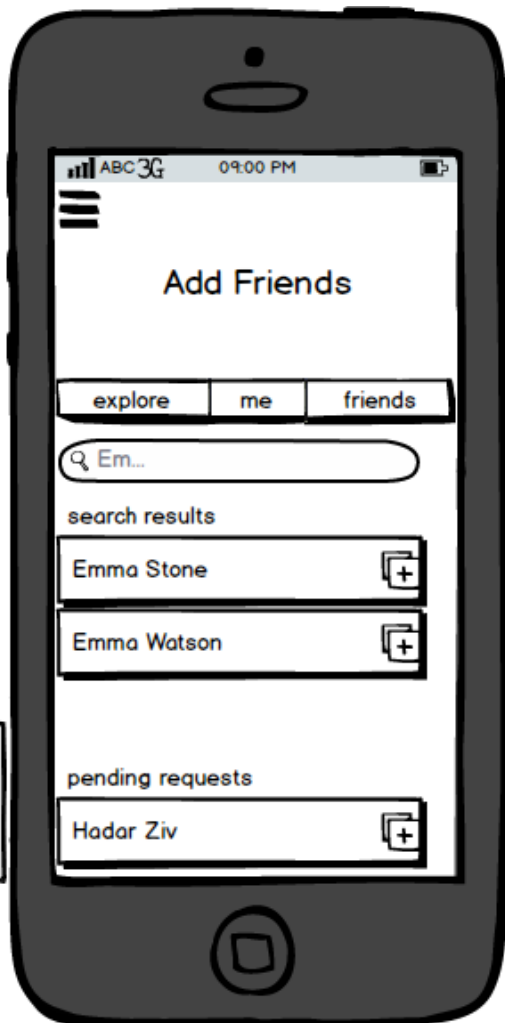 ABC 3G 09:00 PM
Add Friends
explore me friends
Em...
search results
Emma Stone
+
Emma Watson
+
pending requests
Hadar Ziv
+